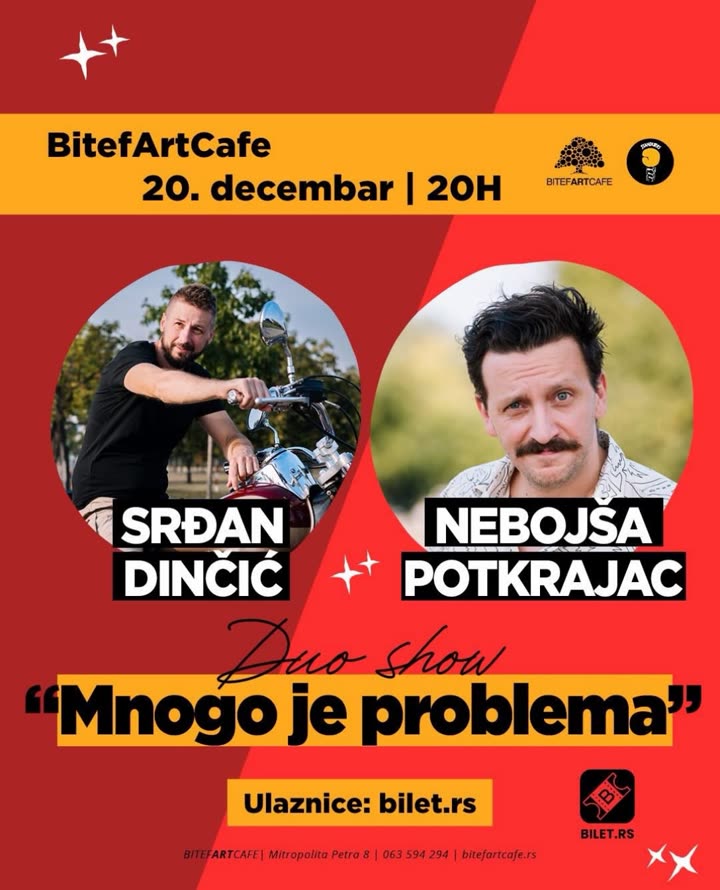 BitefArtCafe
20. decembar | 20H
BITEFARTCAFE
SRĐAN
DINČIĆ
NEBOJŠA
POTKRAJAC
Duo show
“Mnogo je problema”
Ulaznice: bilet.rs
B
BILET.RS
BITEFARTCAFE| Mitropolita Petra 8 | 063 594 294 | bitefartcafe.rs